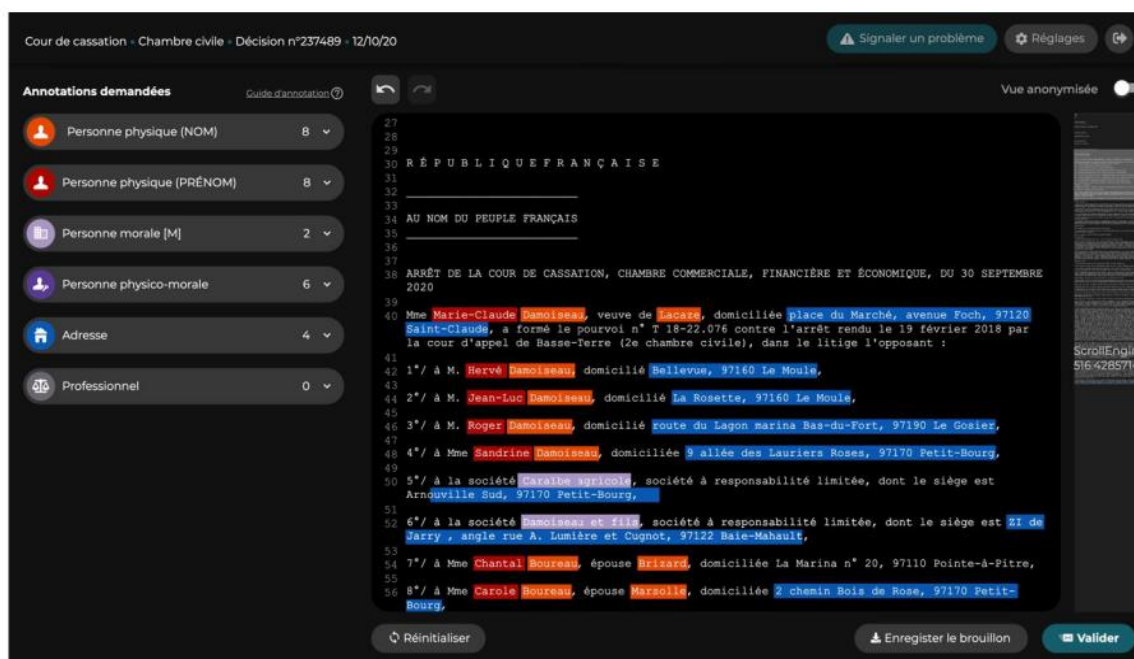 Cour de cassation • Chambre civile • Décision n°237489 • 12/10/20
Signaler un problème
Réglages
Annotations demandées
Guide d'annotation
Vue anonymisée
Personne physique (NOM) 8
Personne physique (PRÉNOM) 8
Personne morale [M] 2
Personne physico-morale 6
Adresse 4
Professionnel 0
27
28
29
30 R É P U B L I Q U E F R A N Ç A I S E
31
32
33
34 AU NOM DU PEUPLE FRANÇAIS
35
36
37
38 ARRÊT DE LA COUR DE CASSATION, CHAMBRE COMMERCIALE, FINANCIÈRE ET ÉCONOMIQUE, DU 30 SEPTEMBRE
2020
39
40 Mme Marie-Claude Damoiseau, veuve de Lacaze, domiciliée place du Marché, avenue Foch, 97120
Saint-Claude, a formé le pourvoi n° T 18-22.076 contre l'arrêt rendu le 19 février 2018 par
la cour d'appel de Basse-Terre (2e chambre civile), dans le litige l'opposant :
41
42 1°/ à M. Hervé Damoiseau, domicilié Bellevue, 97160 Le Moule,
43
44 2°/ à M. Jean-Luc Damoiseau, domicilié La Rosette, 97160 Le Moule,
45
46 3°/ à M. Roger Damoiseau, domicilié route du Lagon marina Bas-du-Fort, 97190 Le Gosier,
47
48 4°/ à Mme Sandrine Damoiseau, domiciliée 9 allée des Lauriers Roses, 97170 Petit-Bourg,
49
50 5°/ à la société Caraïbe agricole, société à responsabilité limitée, dont le siège est
Arnouville Sud, 97170 Petit-Bourg,
51
52 6°/ à la société Damoiseau et fils, société à responsabilité limitée, dont le siège est ZI de
Jarry , angle rue A. Lumière et Cugnot, 97122 Baie-Mahault,
53
54 7°/ à Mme Chantal Boureau, épouse Brizard, domiciliée La Marina n° 20, 97110 Pointe-à-Pitre,
55
56 8°/ à Mme Carole Boureau, épouse Marsolle, domiciliée 2 chemin Bois de Rose, 97170 Petit-
Bourg,
ScrollEngin
516.4285714
Réinitialiser
Enregister le brouillon
Valider